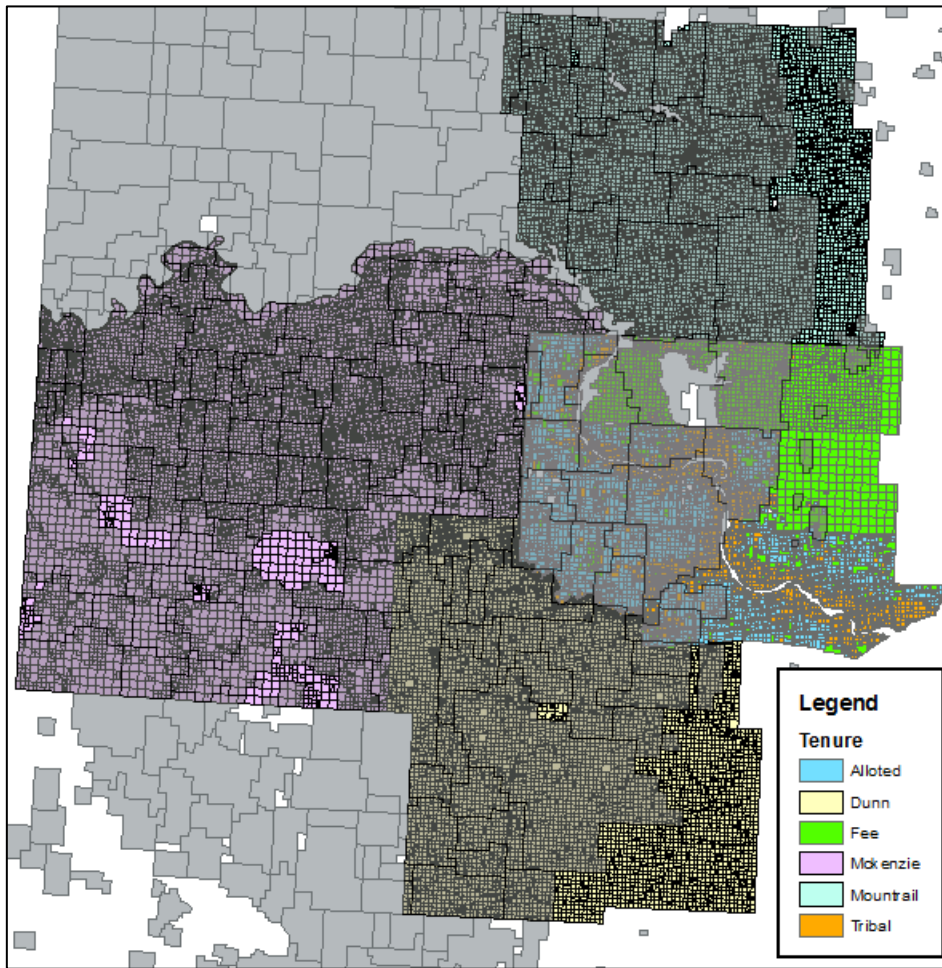 Legend
Tenure
Alloted
Dunn
Fee
Mckenzie
Mountrail
Tribal